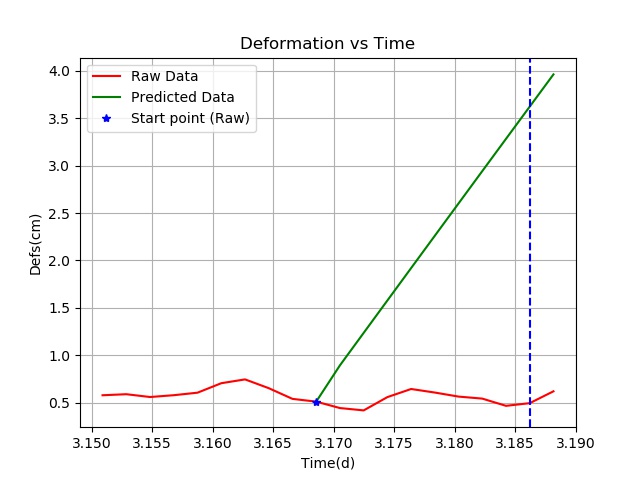 Deformation vs Time
Raw Data
Predicted Data
Start point (Raw)
4.0
3.5
3.0
2.5
2.0
1.5
1.0
0.5
Defs(cm)
3.150 3.155 3.160 3.165 3.170 3.175 3.180 3.185 3.190
Time(d)